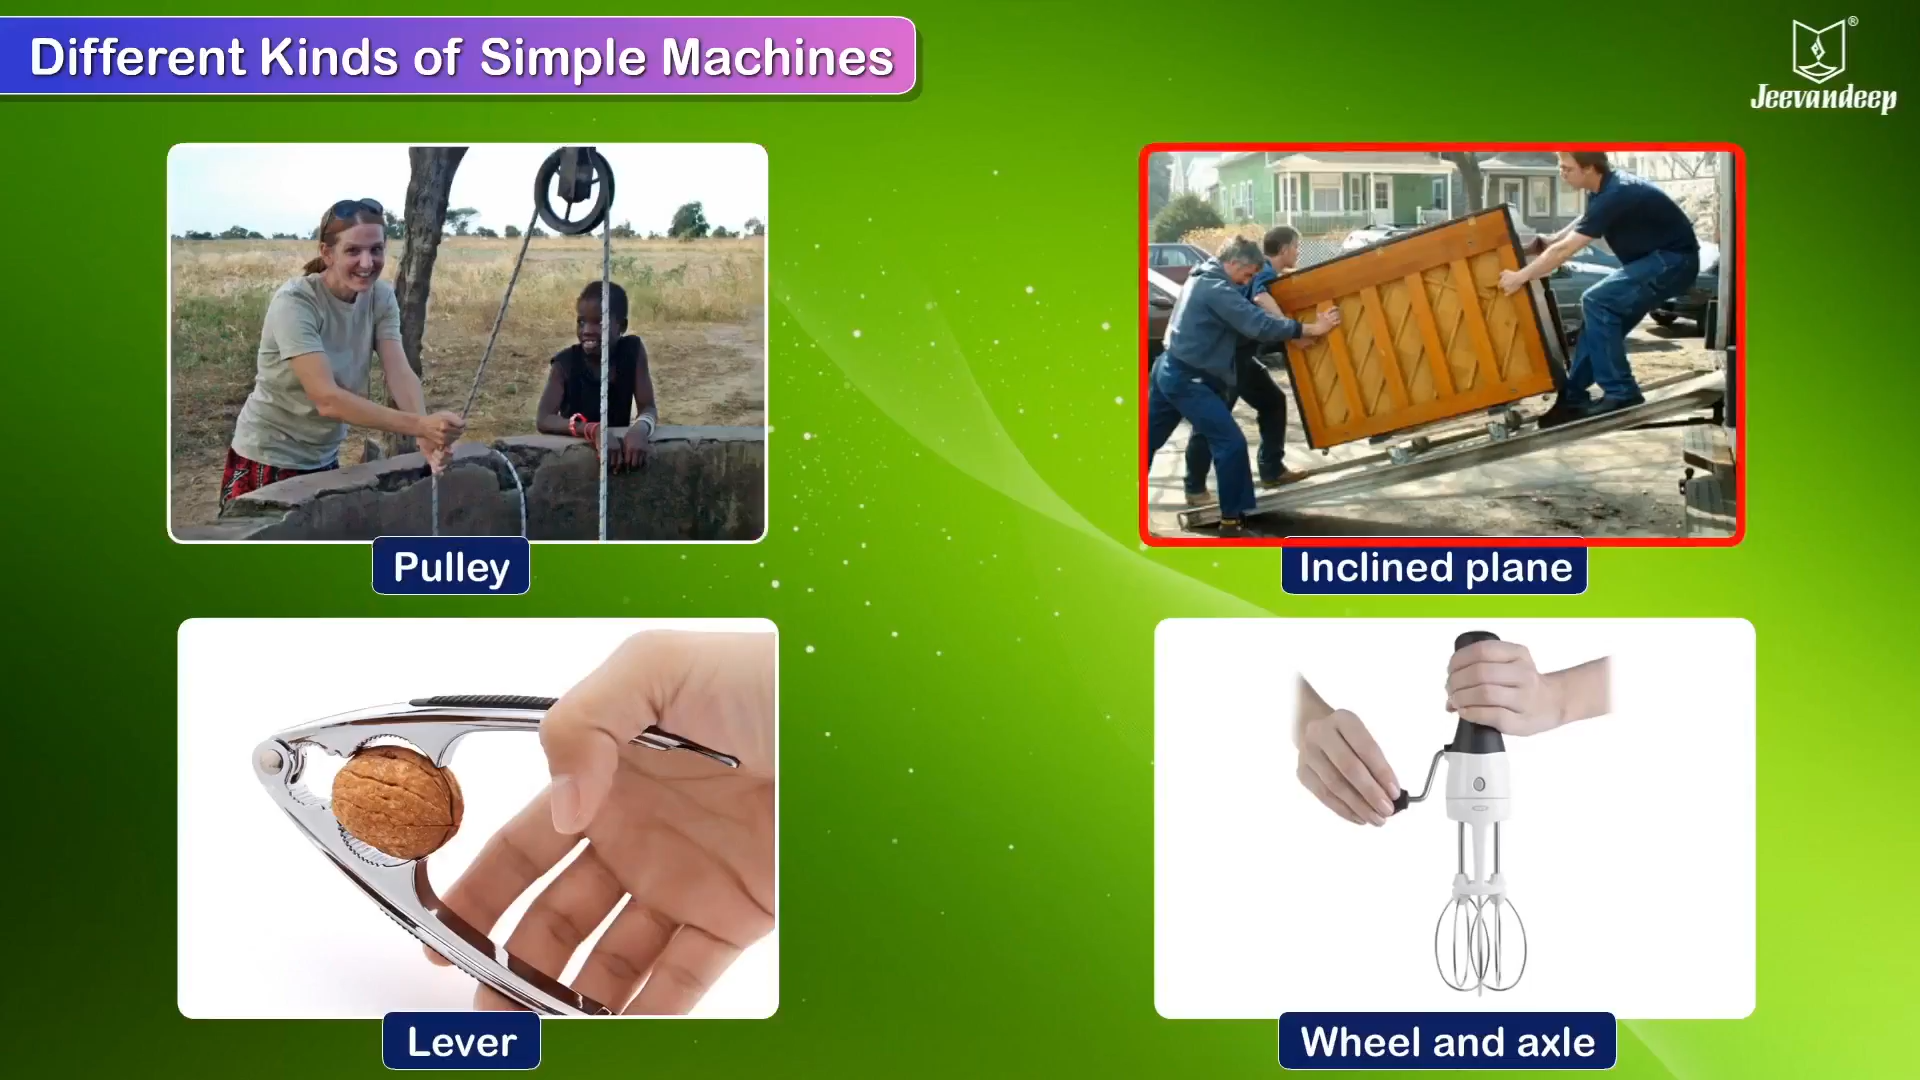 Different Kinds of Simple Machines
Jeevandeep
Pulley
Inclined plane
Lever
Wheel and axle